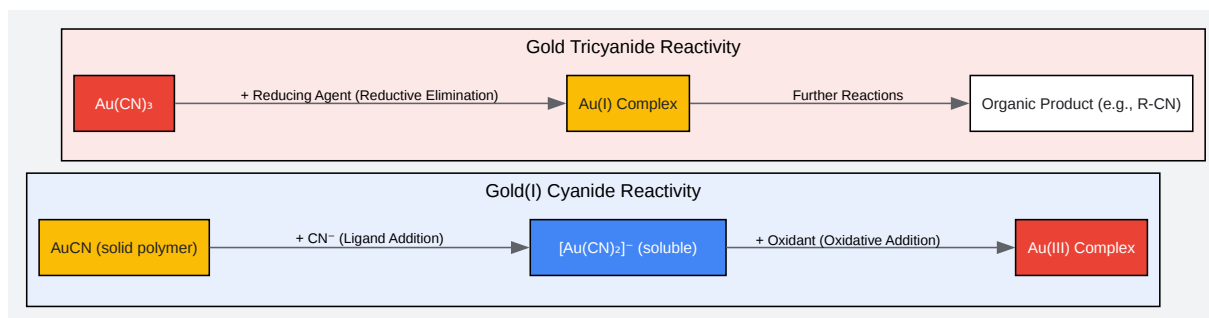 Gold Tricyanide Reactivity
Au(CN)₃
+ Reducing Agent (Reductive Elimination)
Au(I) Complex
Further Reactions
Organic Product (e.g., R-CN)
Gold(I) Cyanide Reactivity
AuCN (solid polymer)
+ CN⁻ (Ligand Addition)
[Au(CN)₂]⁻ (soluble)
+ Oxidant (Oxidative Addition)
Au(III) Complex